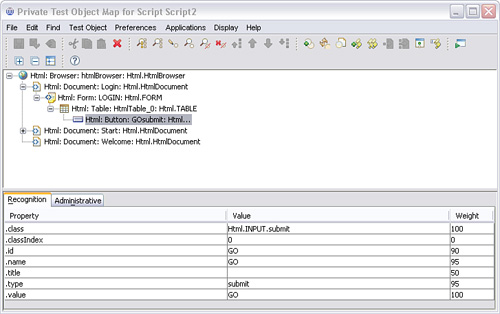 Private Test Object Map for Script Script2
File Edit Find Test Object Preferences Applications Display Help
Html: Browser: htmlBrowser: Html.HtmlBrowser
Html: Document: Login: Html.HtmlDocument
Html: Form: LOGIN: Html.FORM
Html: Table: HtmlTable_0: Html.TABLE
Html: Button: GOsubmit: Html...
Html: Document: Start: Html.HtmlDocument
Html: Document: Welcome: Html.HtmlDocument
Recognition Administrative
Property Value Weight
.class Html.INPUT.submit 100
.classIndex 0 0
.id GO 90
.name GO 95
.title 50
.type submit 95
.value GO 100